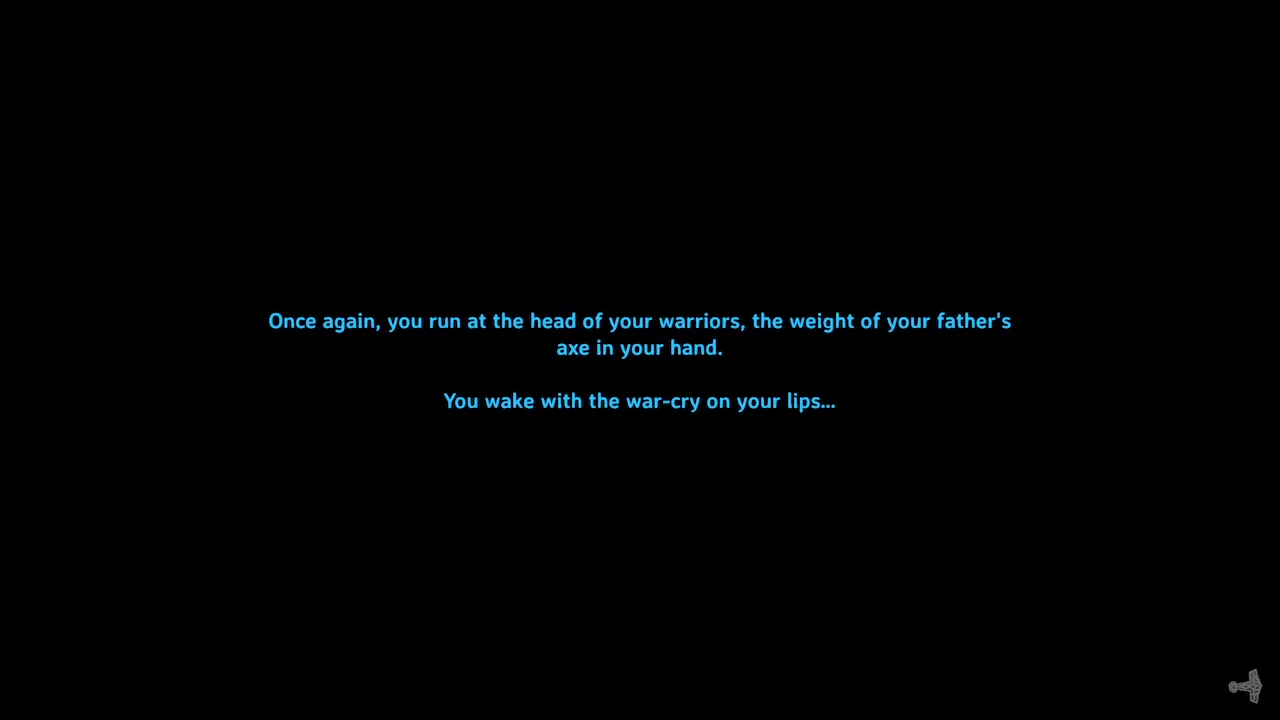 Once again, you run at the head of your warriors, the weight of your father's
axe in your hand.
You wake with the war-cry on your lips...